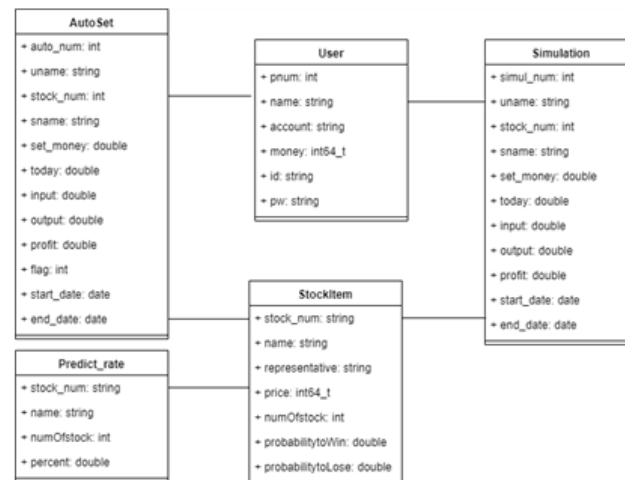 AutoSet
+ auto_num: int
+ uname: string
+ stock_num: int
+ sname: string
+ set_money: double
+ today: double
+ input: double
+ output: double
+ profit: double
+ flag: int
+ start_date: date
+ end_date: date
User
+ pnum: int
+ name: string
+ account: string
+ money: int64_t
+ id: string
+ pw: string
Simulation
+ simul_num: int
+ uname: string
+ stock_num: int
+ sname: string
+ set_money: double
+ today: double
+ input: double
+ output: double
+ profit: double
+ start_date: date
+ end_date: date
Predict_rate
+ stock_num: string
+ name: string
+ numOfstock: int
+ percent: double
StockItem
+ stock_num: string
+ name: string
+ representative: string
+ price: int64_t
+ numOfstock: int
+ probabilitytoWin: double
+ probabilitytoLose: double